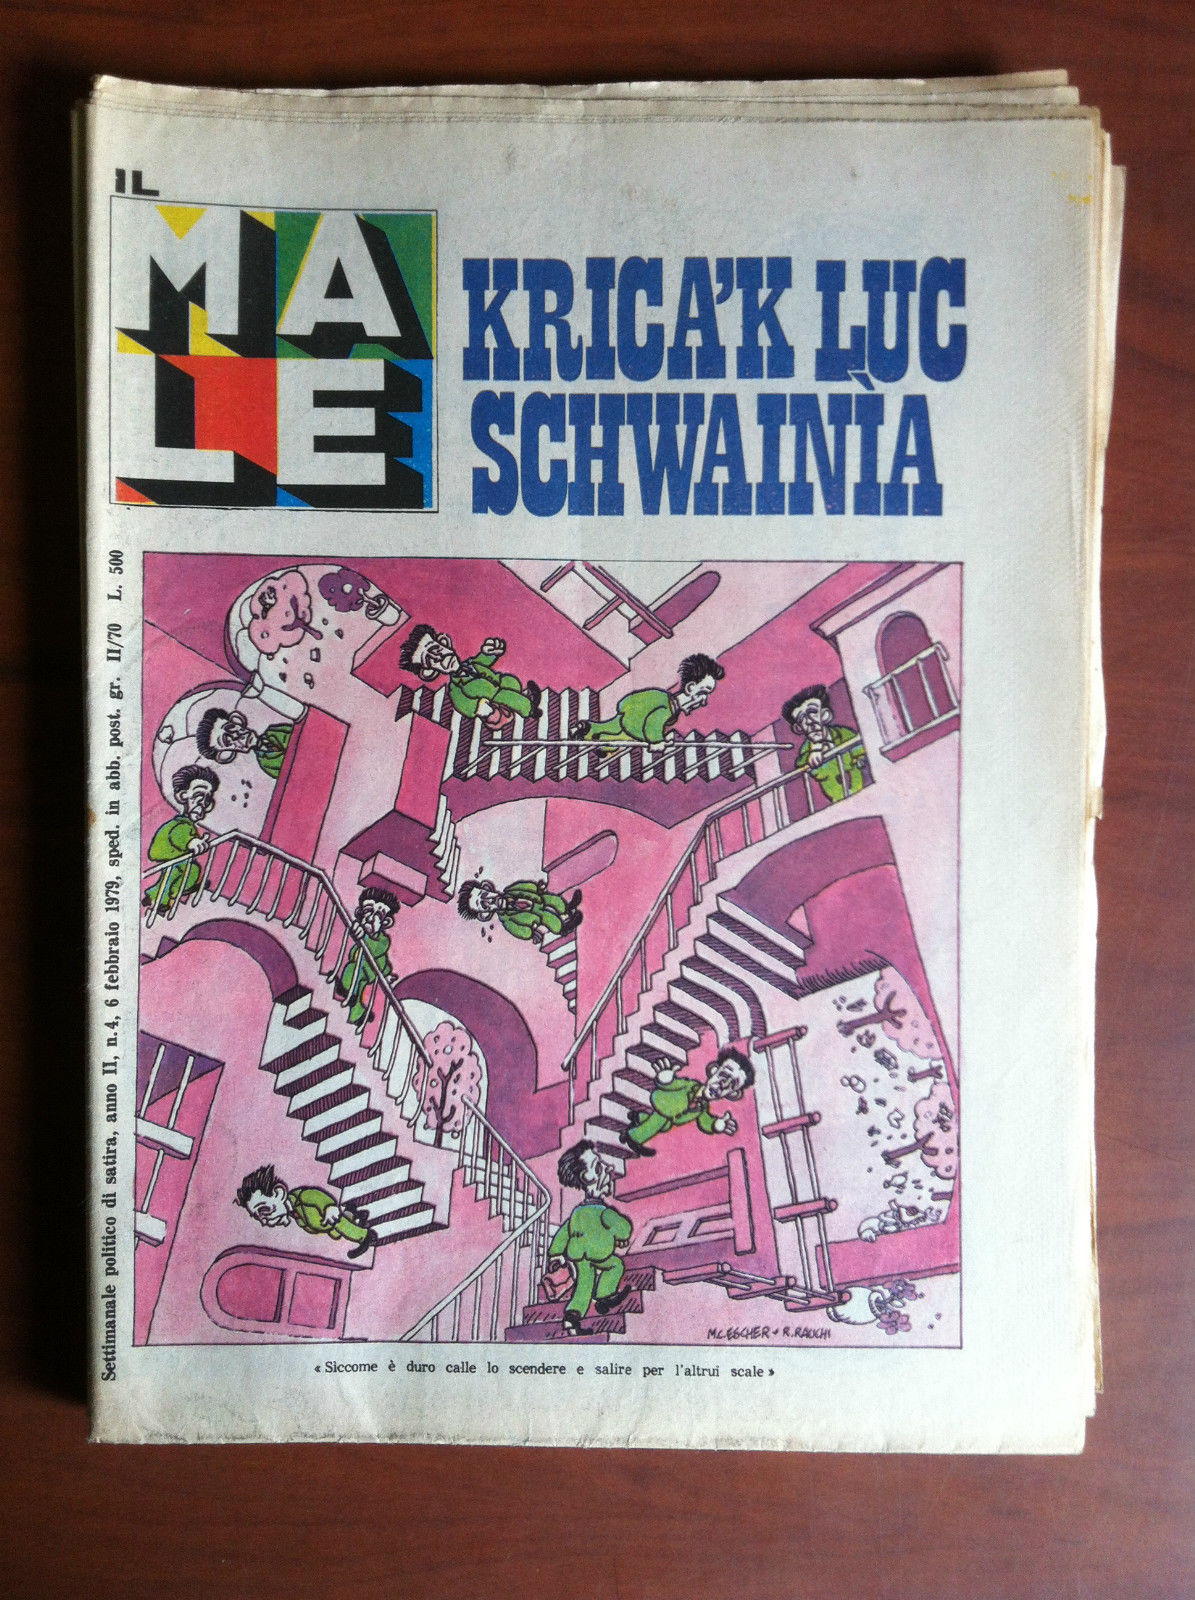 IL
MA
LE
KRICA'K LUC
SCHWAINÌA
Settimanale politico di satira, anno II, n. 4, 6 febbraio 1979, sped. in abb. post. gr. II/70 L. 500
M.C. ESCHER + R. RAUCHI
« Siccome è duro calle lo scendere e salire per l'altrui scale »